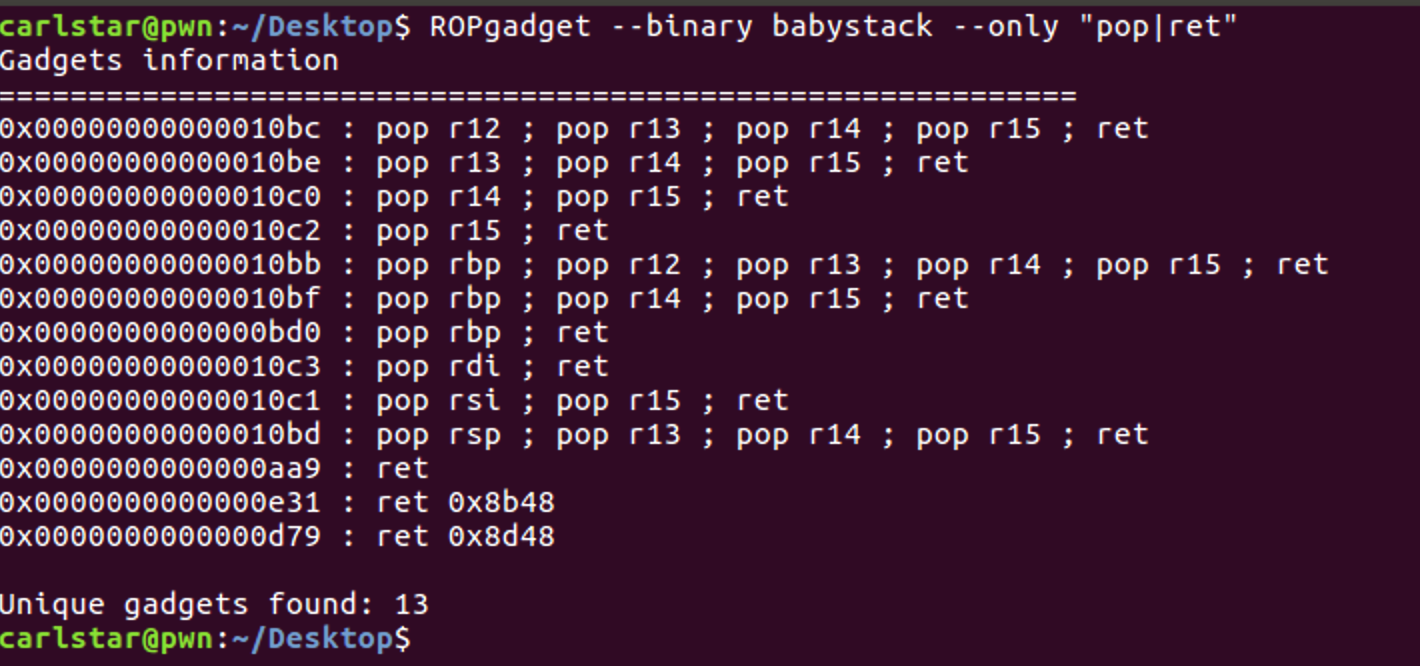 carlstar@pwn:~/Desktop$ ROPgadget --binary babystack --only "pop|ret"
Gadgets information
============================================================
0x00000000000010bc : pop r12 ; pop r13 ; pop r14 ; pop r15 ; ret
0x00000000000010be : pop r13 ; pop r14 ; pop r15 ; ret
0x00000000000010c0 : pop r14 ; pop r15 ; ret
0x00000000000010c2 : pop r15 ; ret
0x00000000000010bb : pop rbp ; pop r12 ; pop r13 ; pop r14 ; pop r15 ; ret
0x00000000000010bf : pop rbp ; pop r14 ; pop r15 ; ret
0x0000000000000bd0 : pop rbp ; ret
0x00000000000010c3 : pop rdi ; ret
0x00000000000010c1 : pop rsi ; pop r15 ; ret
0x00000000000010bd : pop rsp ; pop r13 ; pop r14 ; pop r15 ; ret
0x0000000000000aa9 : ret
0x0000000000000e31 : ret 0x8b48
0x0000000000000d79 : ret 0x8d48
Unique gadgets found: 13
carlstar@pwn:~/Desktop$